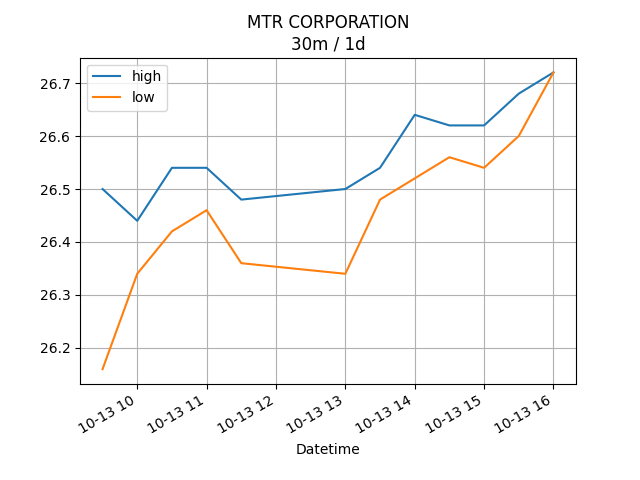 MTR CORPORATION
30m / 1d
high
low
26.7
26.6
26.5
26.4
26.3
26.2
10-13 10
10-13 11
10-13 12
10-13 13
10-13 14
10-13 15
10-13 16
Datetime